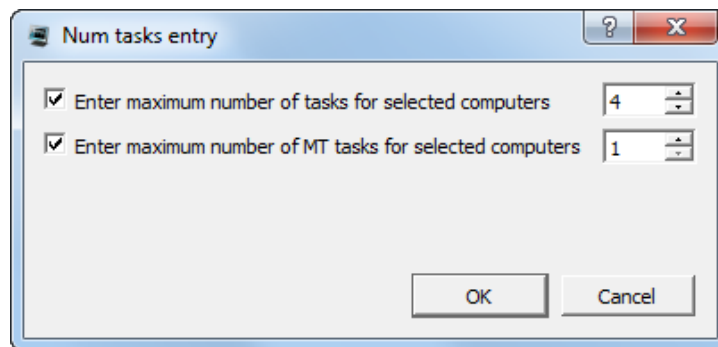 Num tasks entry
Enter maximum number of tasks for selected computers 4
Enter maximum number of MT tasks for selected computers 1
OK Cancel